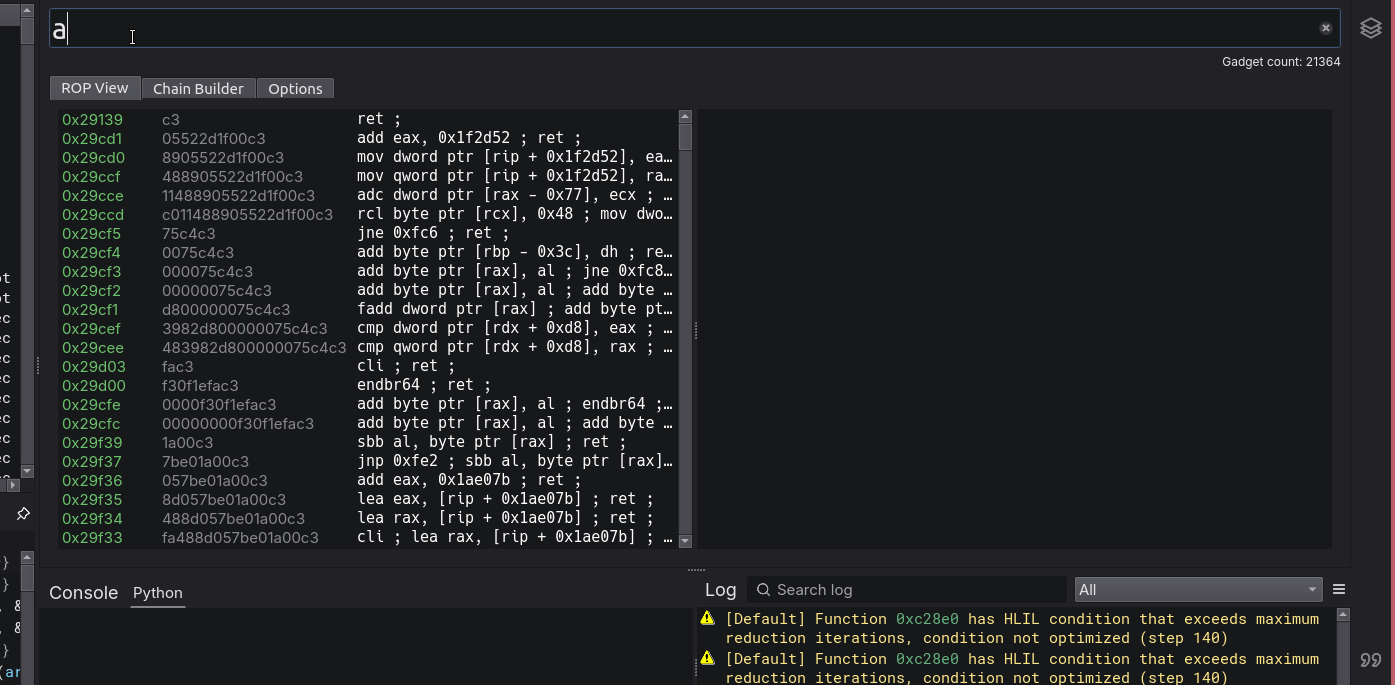 a
Gadget count: 21364
ROP View Chain Builder Options
0x29139 c3 ret ;
0x29cd1 05522d1f00c3 add eax, 0x1f2d52 ; ret ;
0x29cd0 8905522d1f00c3 mov dword ptr [rip + 0x1f2d52], ea…
0x29ccf 488905522d1f00c3 mov qword ptr [rip + 0x1f2d52], ra…
0x29cce 11488905522d1f00c3 adc dword ptr [rax - 0x77], ecx ; …
0x29ccd c011488905522d1f00c3 rcl byte ptr [rcx], 0x48 ; mov dwo…
0x29cf5 75c4c3 jne 0xfc6 ; ret ;
0x29cf4 0075c4c3 add byte ptr [rbp - 0x3c], dh ; re…
0x29cf3 000075c4c3 add byte ptr [rax], al ; jne 0xfc8…
0x29cf2 00000075c4c3 add byte ptr [rax], al ; add byte …
0x29cf1 d800000075c4c3 fadd dword ptr [rax] ; add byte pt…
0x29cef 3982d800000075c4c3 cmp dword ptr [rdx + 0xd8], eax ; …
0x29cee 483982d800000075c4c3 cmp qword ptr [rdx + 0xd8], rax ; …
0x29d03 fac3 cli ; ret ;
0x29d00 f30f1efac3 endbr64 ; ret ;
0x29cfe 0000f30f1efac3 add byte ptr [rax], al ; endbr64 ;…
0x29cfc 00000000f30f1efac3 add byte ptr [rax], al ; add byte …
0x29f39 1a00c3 sbb al, byte ptr [rax] ; ret ;
0x29f37 7be01a00c3 jnp 0xfe2 ; sbb al, byte ptr [rax]…
0x29f36 057be01a00c3 add eax, 0x1ae07b ; ret ;
0x29f35 8d057be01a00c3 lea eax, [rip + 0x1ae07b] ; ret ;
0x29f34 488d057be01a00c3 lea rax, [rip + 0x1ae07b] ; ret ;
0x29f33 fa488d057be01a00c3 cli ; lea rax, [rip + 0x1ae07b] ; …
Console Python
Log Search log All
[Default] Function 0xc28e0 has HLIL condition that exceeds maximum
reduction iterations, condition not optimized (step 140)
[Default] Function 0xc28e0 has HLIL condition that exceeds maximum
reduction iterations, condition not optimized (step 140)